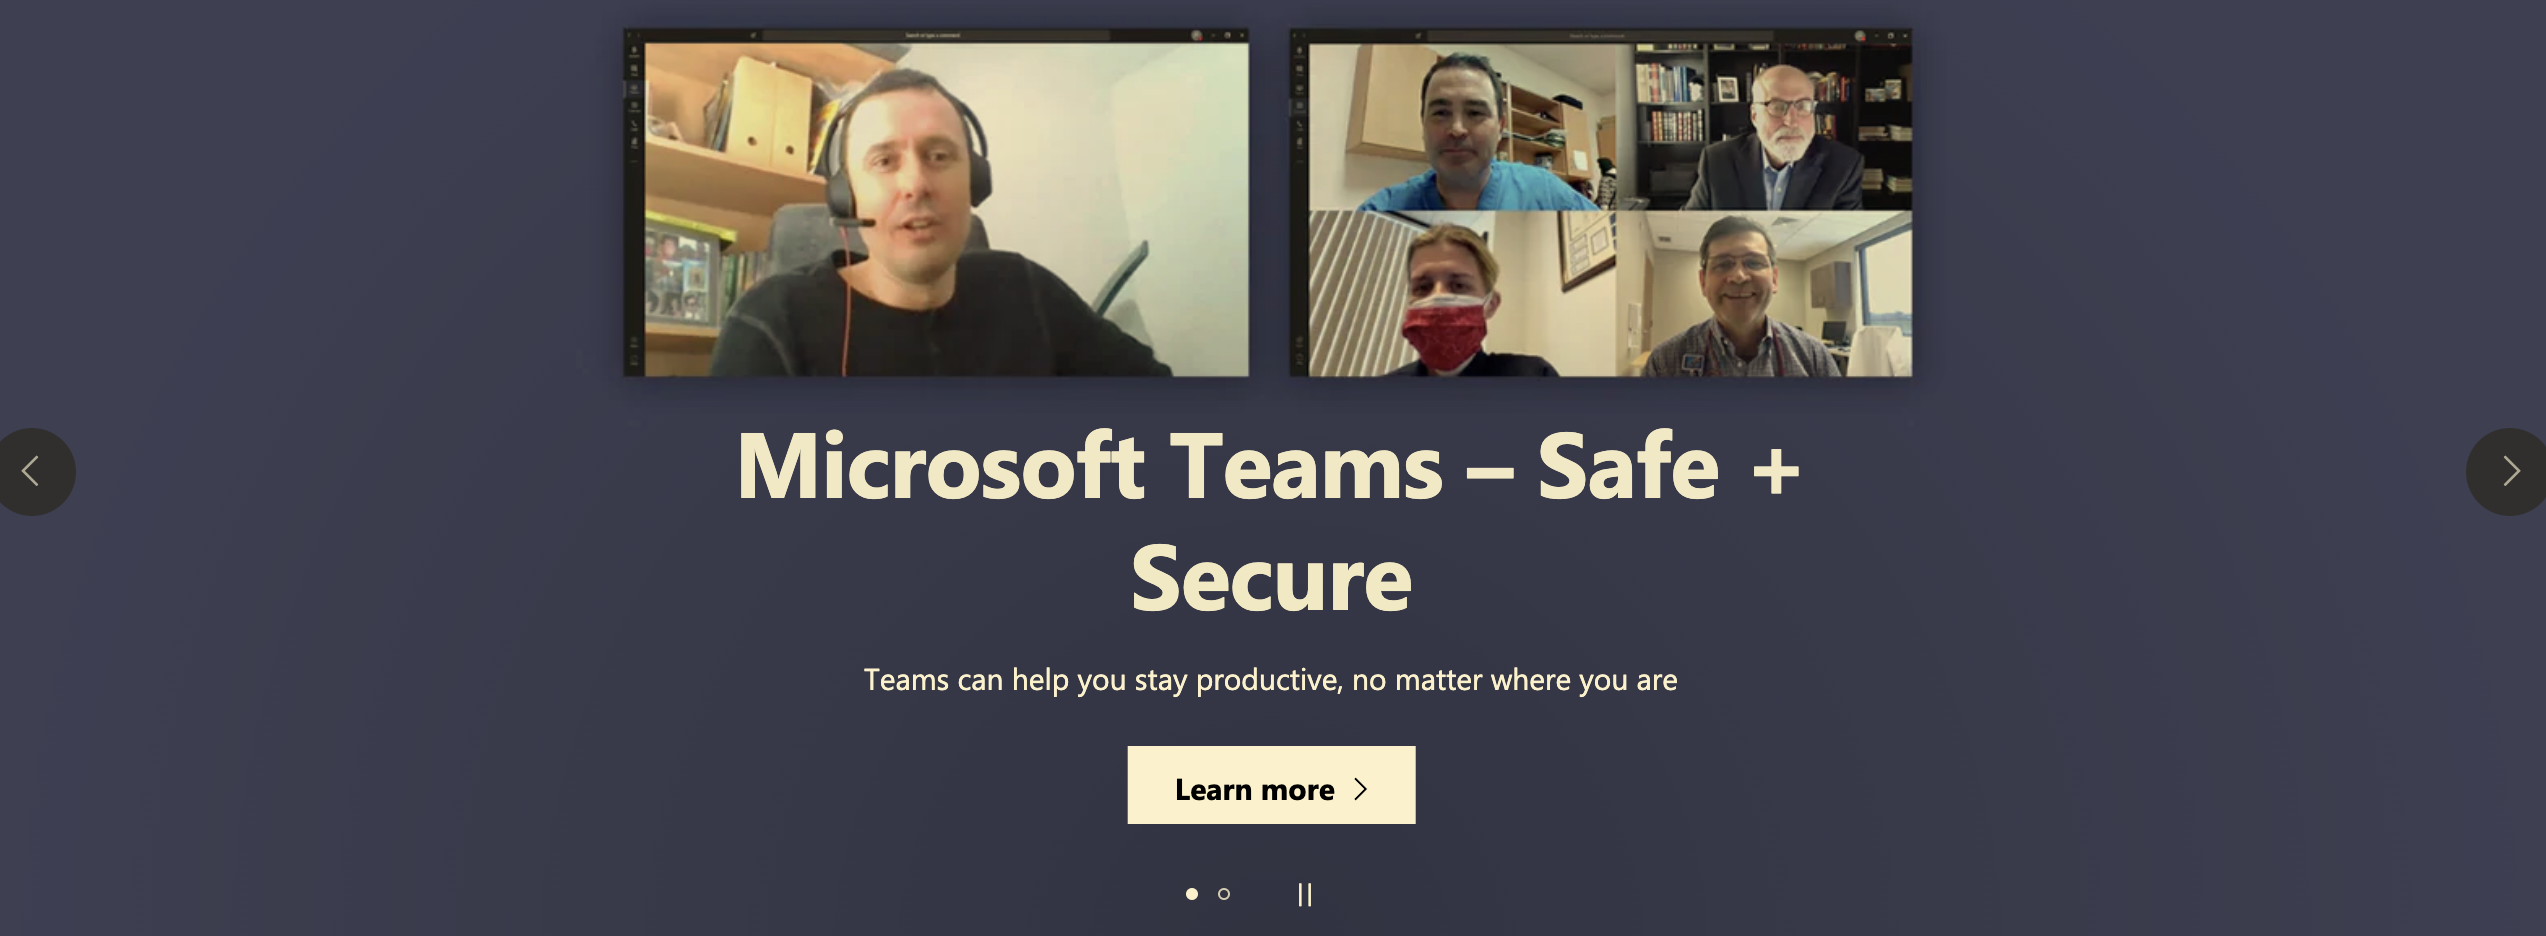 Microsoft Teams – Safe +
Secure
Teams can help you stay productive, no matter where you are
Learn more